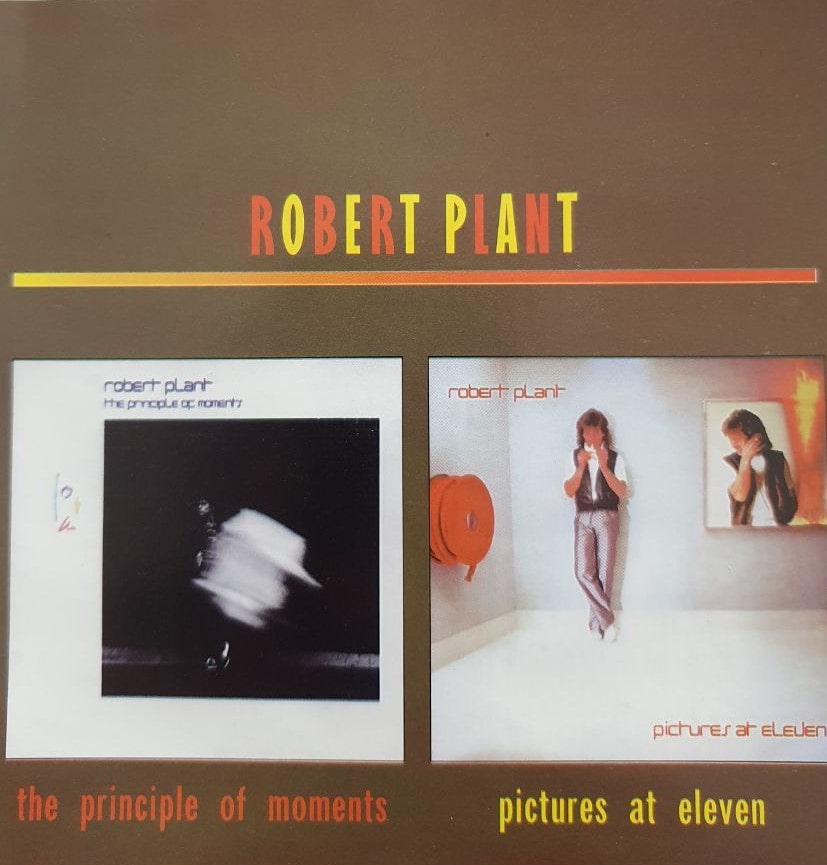 ROBERT PLANT
robert plant
the principle of moments
robert plant
pictures at eleven
the principle of moments
pictures at eleven